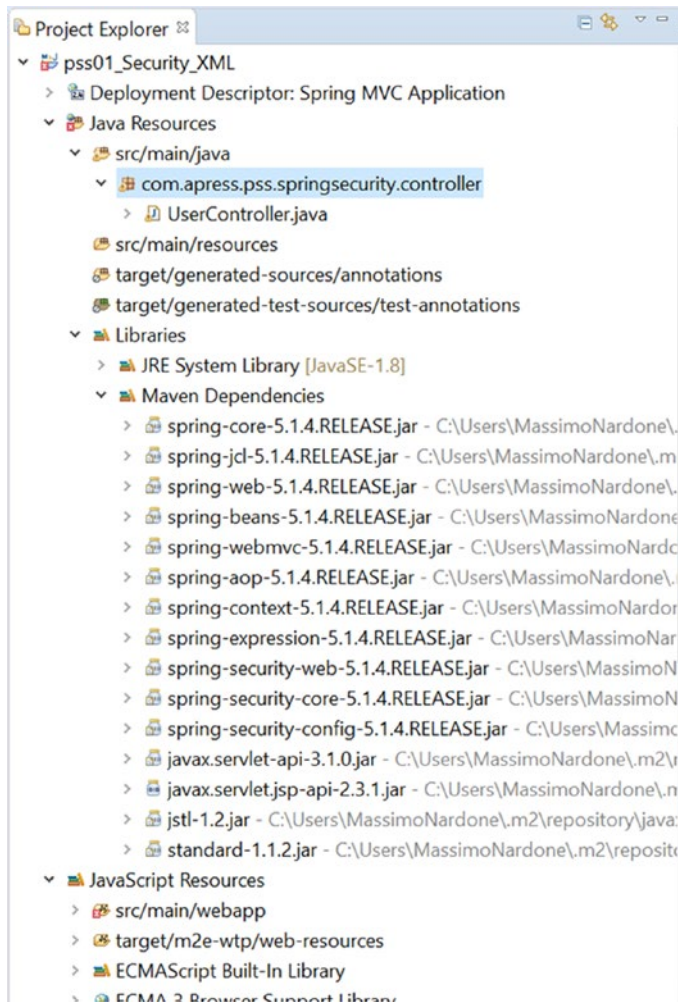 Project Explorer
pss01_Security_XML
Deployment Descriptor: Spring MVC Application
Java Resources
src/main/java
com.apress.pss.springsecurity.controller
UserController.java
src/main/resources
target/generated-sources/annotations
target/generated-test-sources/test-annotations
Libraries
JRE System Library [JavaSE-1.8]
Maven Dependencies
spring-core-5.1.4.RELEASE.jar - C:\Users\MassimoNardone\.
spring-jcl-5.1.4.RELEASE.jar - C:\Users\MassimoNardone\.m
spring-web-5.1.4.RELEASE.jar - C:\Users\MassimoNardone\.
spring-beans-5.1.4.RELEASE.jar - C:\Users\MassimoNardone
spring-webmvc-5.1.4.RELEASE.jar - C:\Users\MassimoNardo
spring-aop-5.1.4.RELEASE.jar - C:\Users\MassimoNardone\.
spring-context-5.1.4.RELEASE.jar - C:\Users\MassimoNardon
spring-expression-5.1.4.RELEASE.jar - C:\Users\MassimoNar
spring-security-web-5.1.4.RELEASE.jar - C:\Users\MassimoN
spring-security-core-5.1.4.RELEASE.jar - C:\Users\MassimoN
spring-security-config-5.1.4.RELEASE.jar - C:\Users\Massimo
javax.servlet-api-3.1.0.jar - C:\Users\MassimoNardone\.m2\r
javax.servlet.jsp-api-2.3.1.jar - C:\Users\MassimoNardone\.m
jstl-1.2.jar - C:\Users\MassimoNardone\.m2\repository\javax
standard-1.1.2.jar - C:\Users\MassimoNardone\.m2\reposito
JavaScript Resources
src/main/webapp
target/m2e-wtp/web-resources
ECMAScript Built-In Library
ECMA 3 Browser Support Library